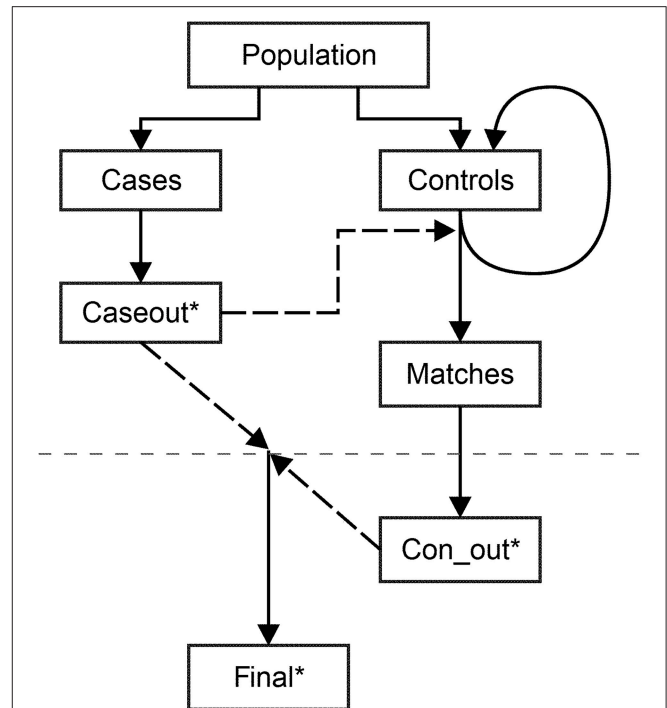 Population
Cases
Controls
Caseout*
Matches
Con_out*
Final*